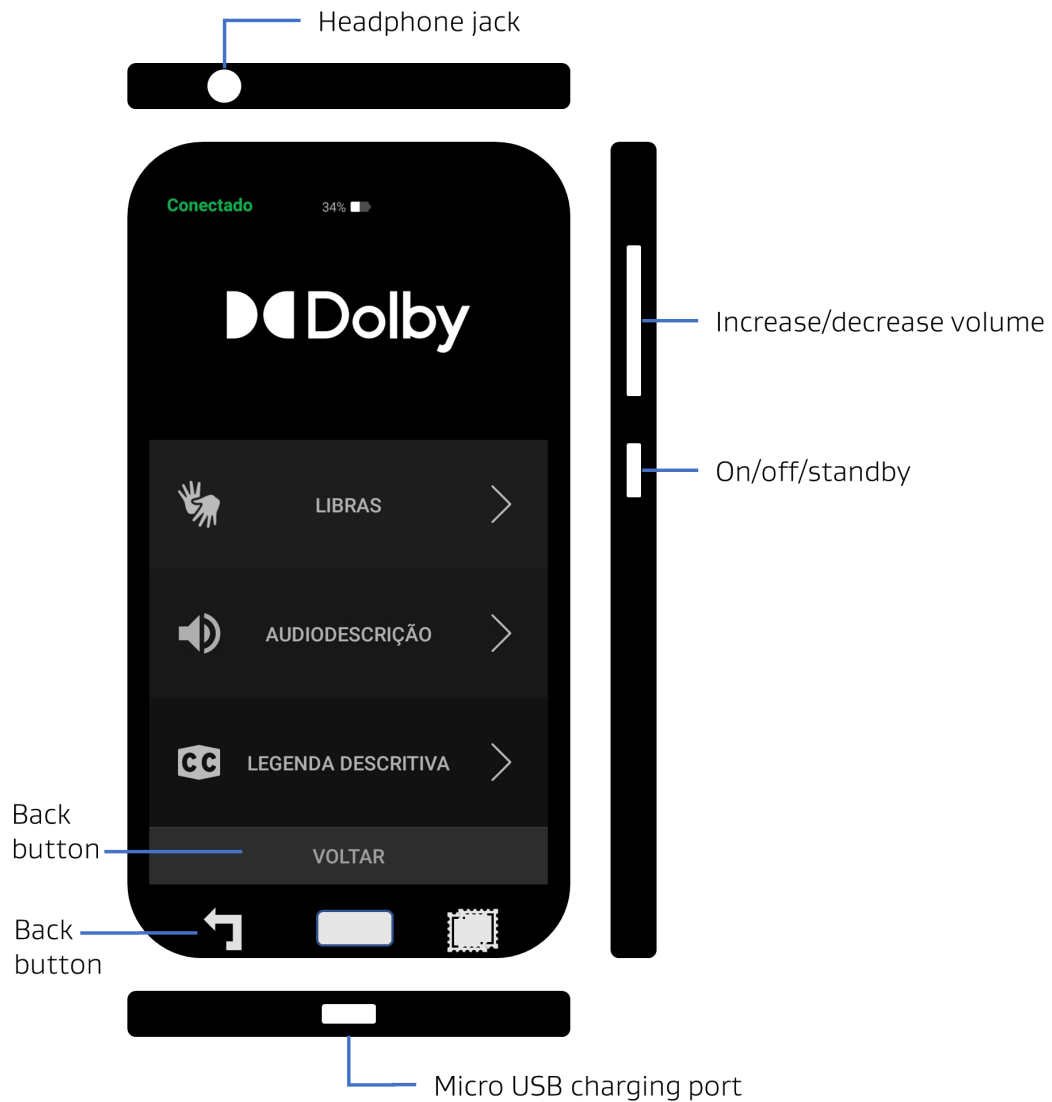 Headphone jack
Conectado
34%
Dolby
Increase/decrease volume
On/off/standby
LIBRAS
AUDIODESCRIÇÃO
CC
LEGENDA DESCRITIVA
Back
button
VOLTAR
Back
button
Micro USB charging port